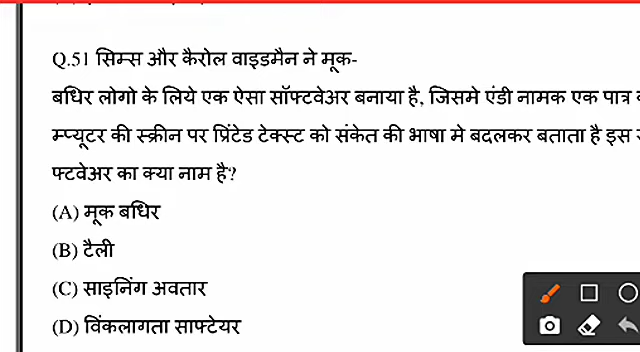 Q.51 सिम्स और कैरोल वाइडमैन ने मूक-
बधिर लोगो के लिये एक ऐसा सॉफ्टवेअर बनाया है, जिसमे एंडी नामक एक पात्र
म्प्यूटर की स्क्रीन पर प्रिंटेड टेक्स्ट को संकेत की भाषा मे बदलकर बताता है इस
फ्टवेअर का क्या नाम है?
(A) मूक बधिर
(B) टैली
(C) साइनिंग अवतार
(D) विंकलागता साफ्टेयर